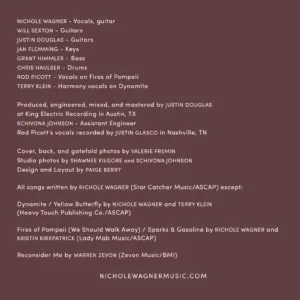 NICHOLE WAGNER - Vocals, guitar
WILL SEXTON - Guitars
JUSTIN DOUGLAS - Guitars
JAN FLEMMING - Keys
GRANT HIMMLER - Bass
CHRIS HAUSLER - Drums
ROD PICOTT - Vocals on Fires of Pompeii
TERRY KLEIN - Harmony vocals on Dynamite
Produced, engineered, mixed, and mastered by JUSTIN DOUGLAS
at King Electric Recording in Austin, TX
SCHIVONA JOHNSON - Assistant Engineer
Rod Picott's vocals recorded by JUSTIN GLASCO in Nashville, TN
Cover, back, and gatefold photos by VALERIE FREMIN
Studio photos by SHAWNEE KILGORE and SCHIVONA JOHNSON
Design and Layout by PAIGE BERRY
All songs written by NICHOLE WAGNER (Star Catcher Music/ASCAP) except:
Dynamite / Yellow Butterfly by NICHOLE WAGNER and TERRY KLEIN
(Heavy Touch Publishing Co./ASCAP)
Fires of Pompeii (We Should Walk Away) / Sparks & Gasoline by NICHOLE WAGNER and
KRISTIN KIRKPATRICK (Lady Mab Music/ASCAP)
Reconsider Me by WARREN ZEVON (Zevon Music/BMI)
NICHOLEWAGNERMUSIC.COM